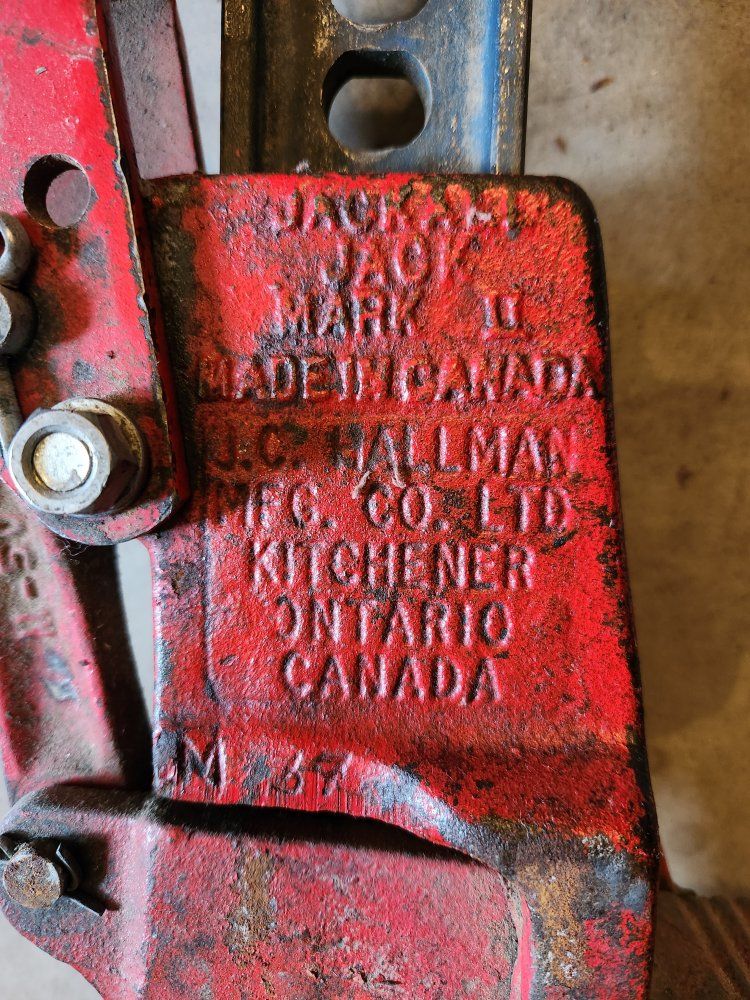 JACK-ALL
JACK
MARK II
MADE IN CANADA
J.C. HALLMAN
MFG. CO. LTD
KITCHENER
ONTARIO
CANADA